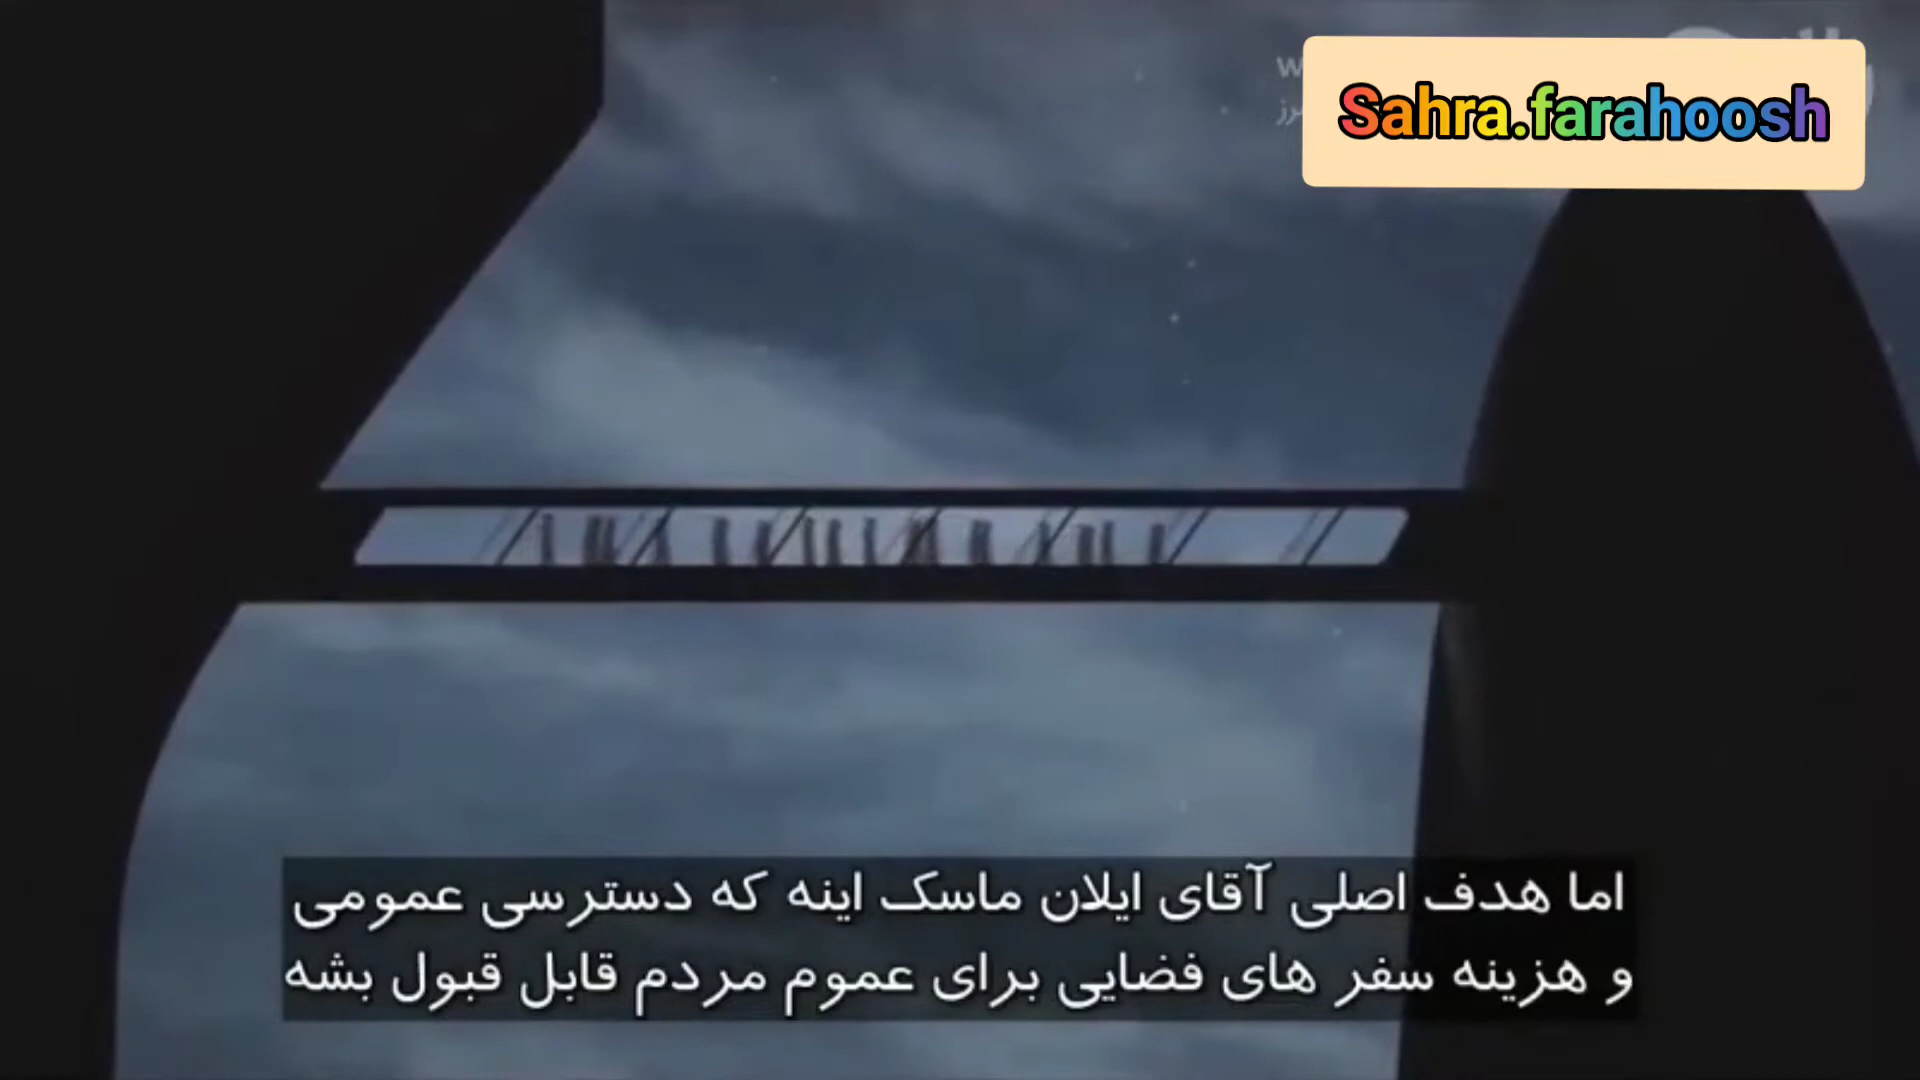 Sahra.farahoosh
اما هدف اصلی آقای ایلان ماسک اینه که دسترسی عمومی
و هزینه سفر های فضایی برای عموم مردم قابل قبول بشه